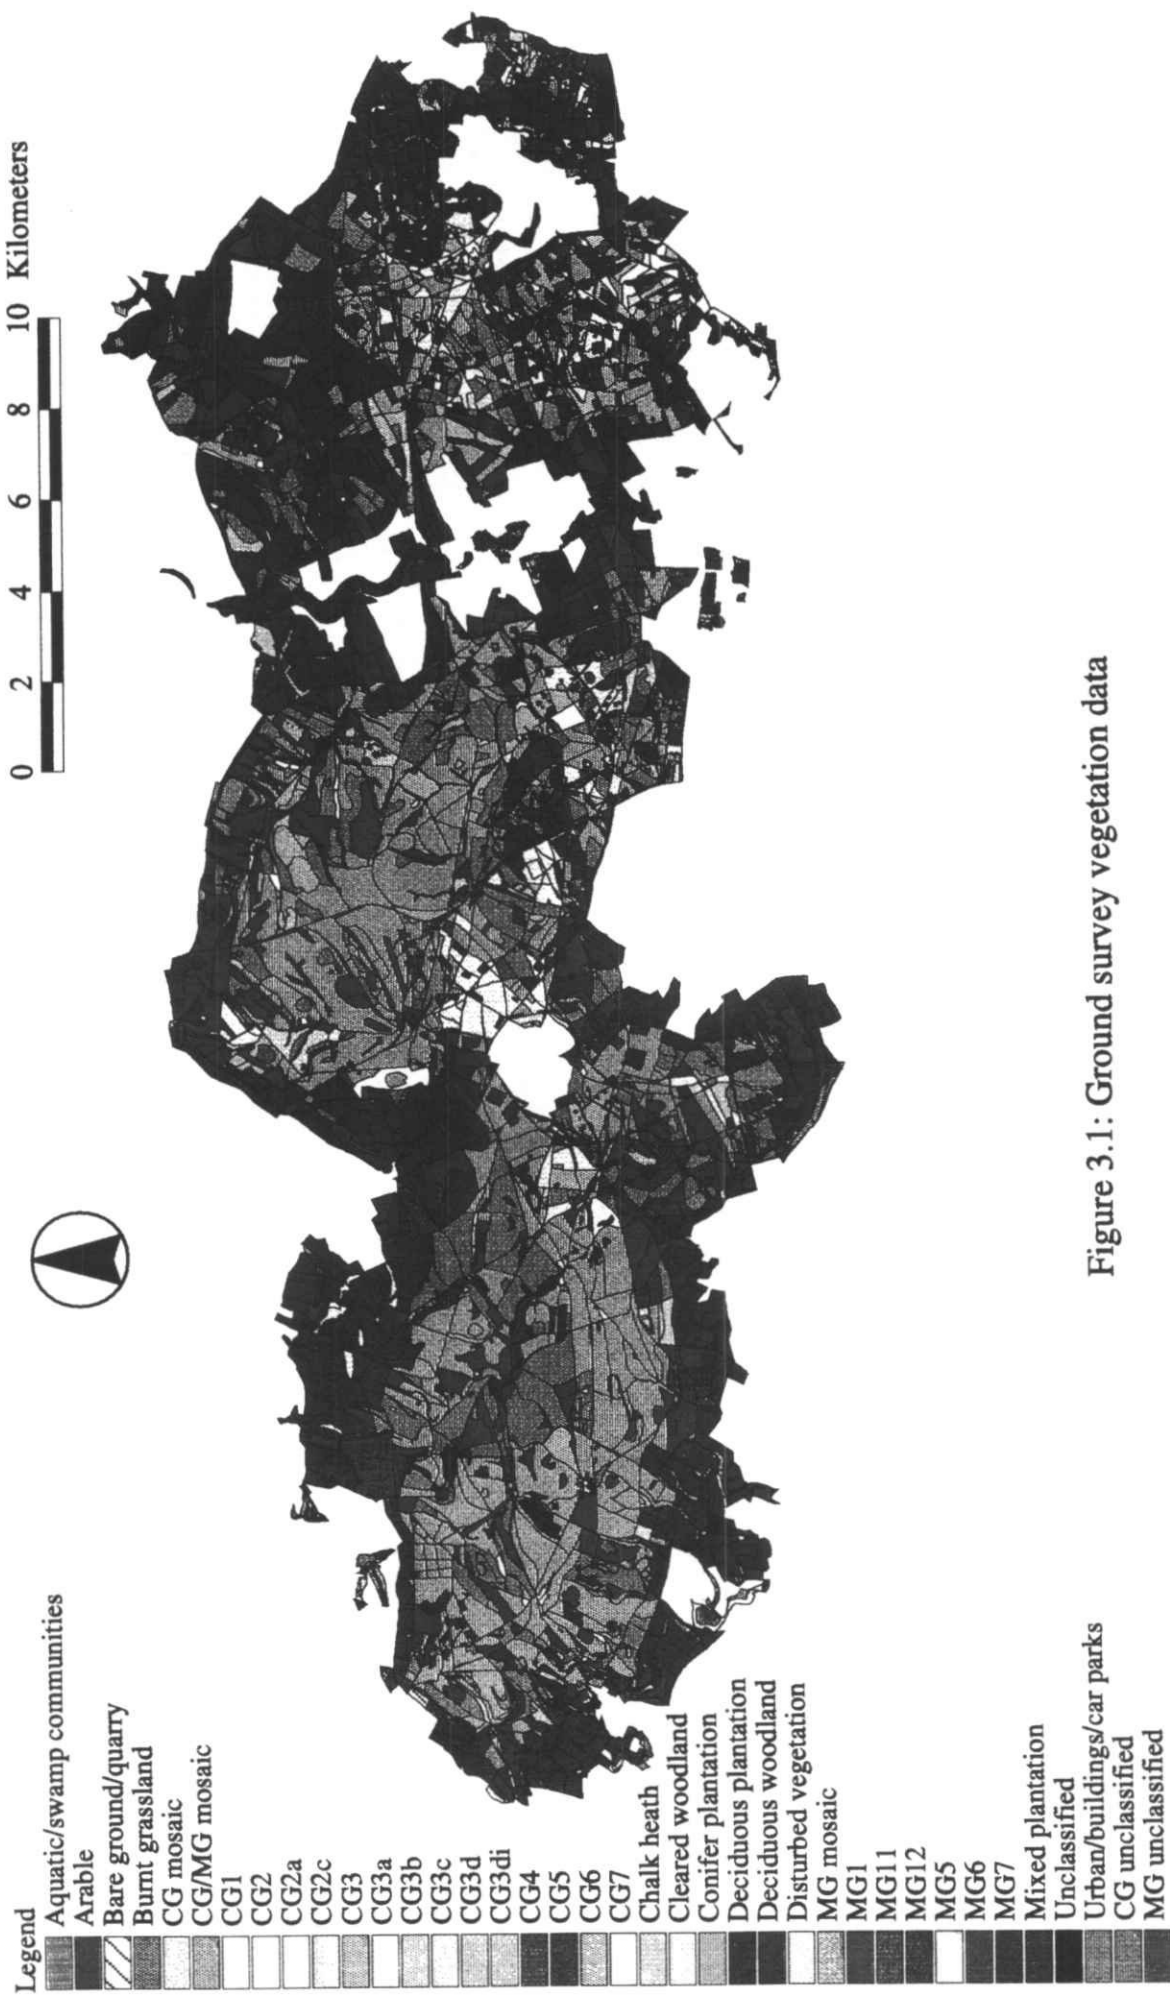 0 2 4 6 8 10 Kilometers
Legend
Aquatic/swamp communities
Arable
Bare ground/quarry
Burnt grassland
CG mosaic
CG/MG mosaic
CG1
CG2
CG2a
CG2c
CG3
CG3a
CG3b
CG3c
CG3d
CG3di
CG4
CG5
CG6
CG7
Chalk heath
Cleared woodland
Conifer plantation
Deciduous plantation
Deciduous woodland
Disturbed vegetation
MG mosaic
MG1
MG11
MG12
MG5
MG6
MG7
Mixed plantation
Unclassified
Urban/buildings/car parks
CG unclassified
MG unclassified
Figure 3.1: Ground survey vegetation data